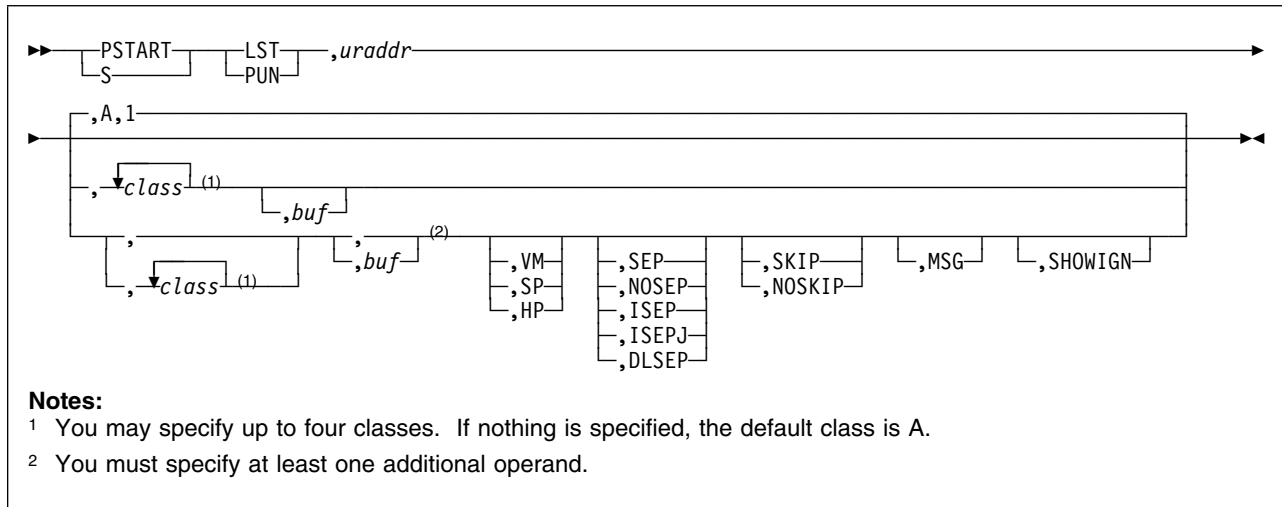 PSTART LST ,uraddr
S PUN
,A,1
, class (1)
,buf
, , (2)
, class (1) ,buf ,VM ,SEP ,SKIP ,MSG ,SHOWIGN
,SP ,NOSEP ,NOSKIP
,HP ,ISEP
,ISEPJ
,DLSEP
Notes:
1 You may specify up to four classes. If nothing is specified, the default class is A.
2 You must specify at least one additional operand.